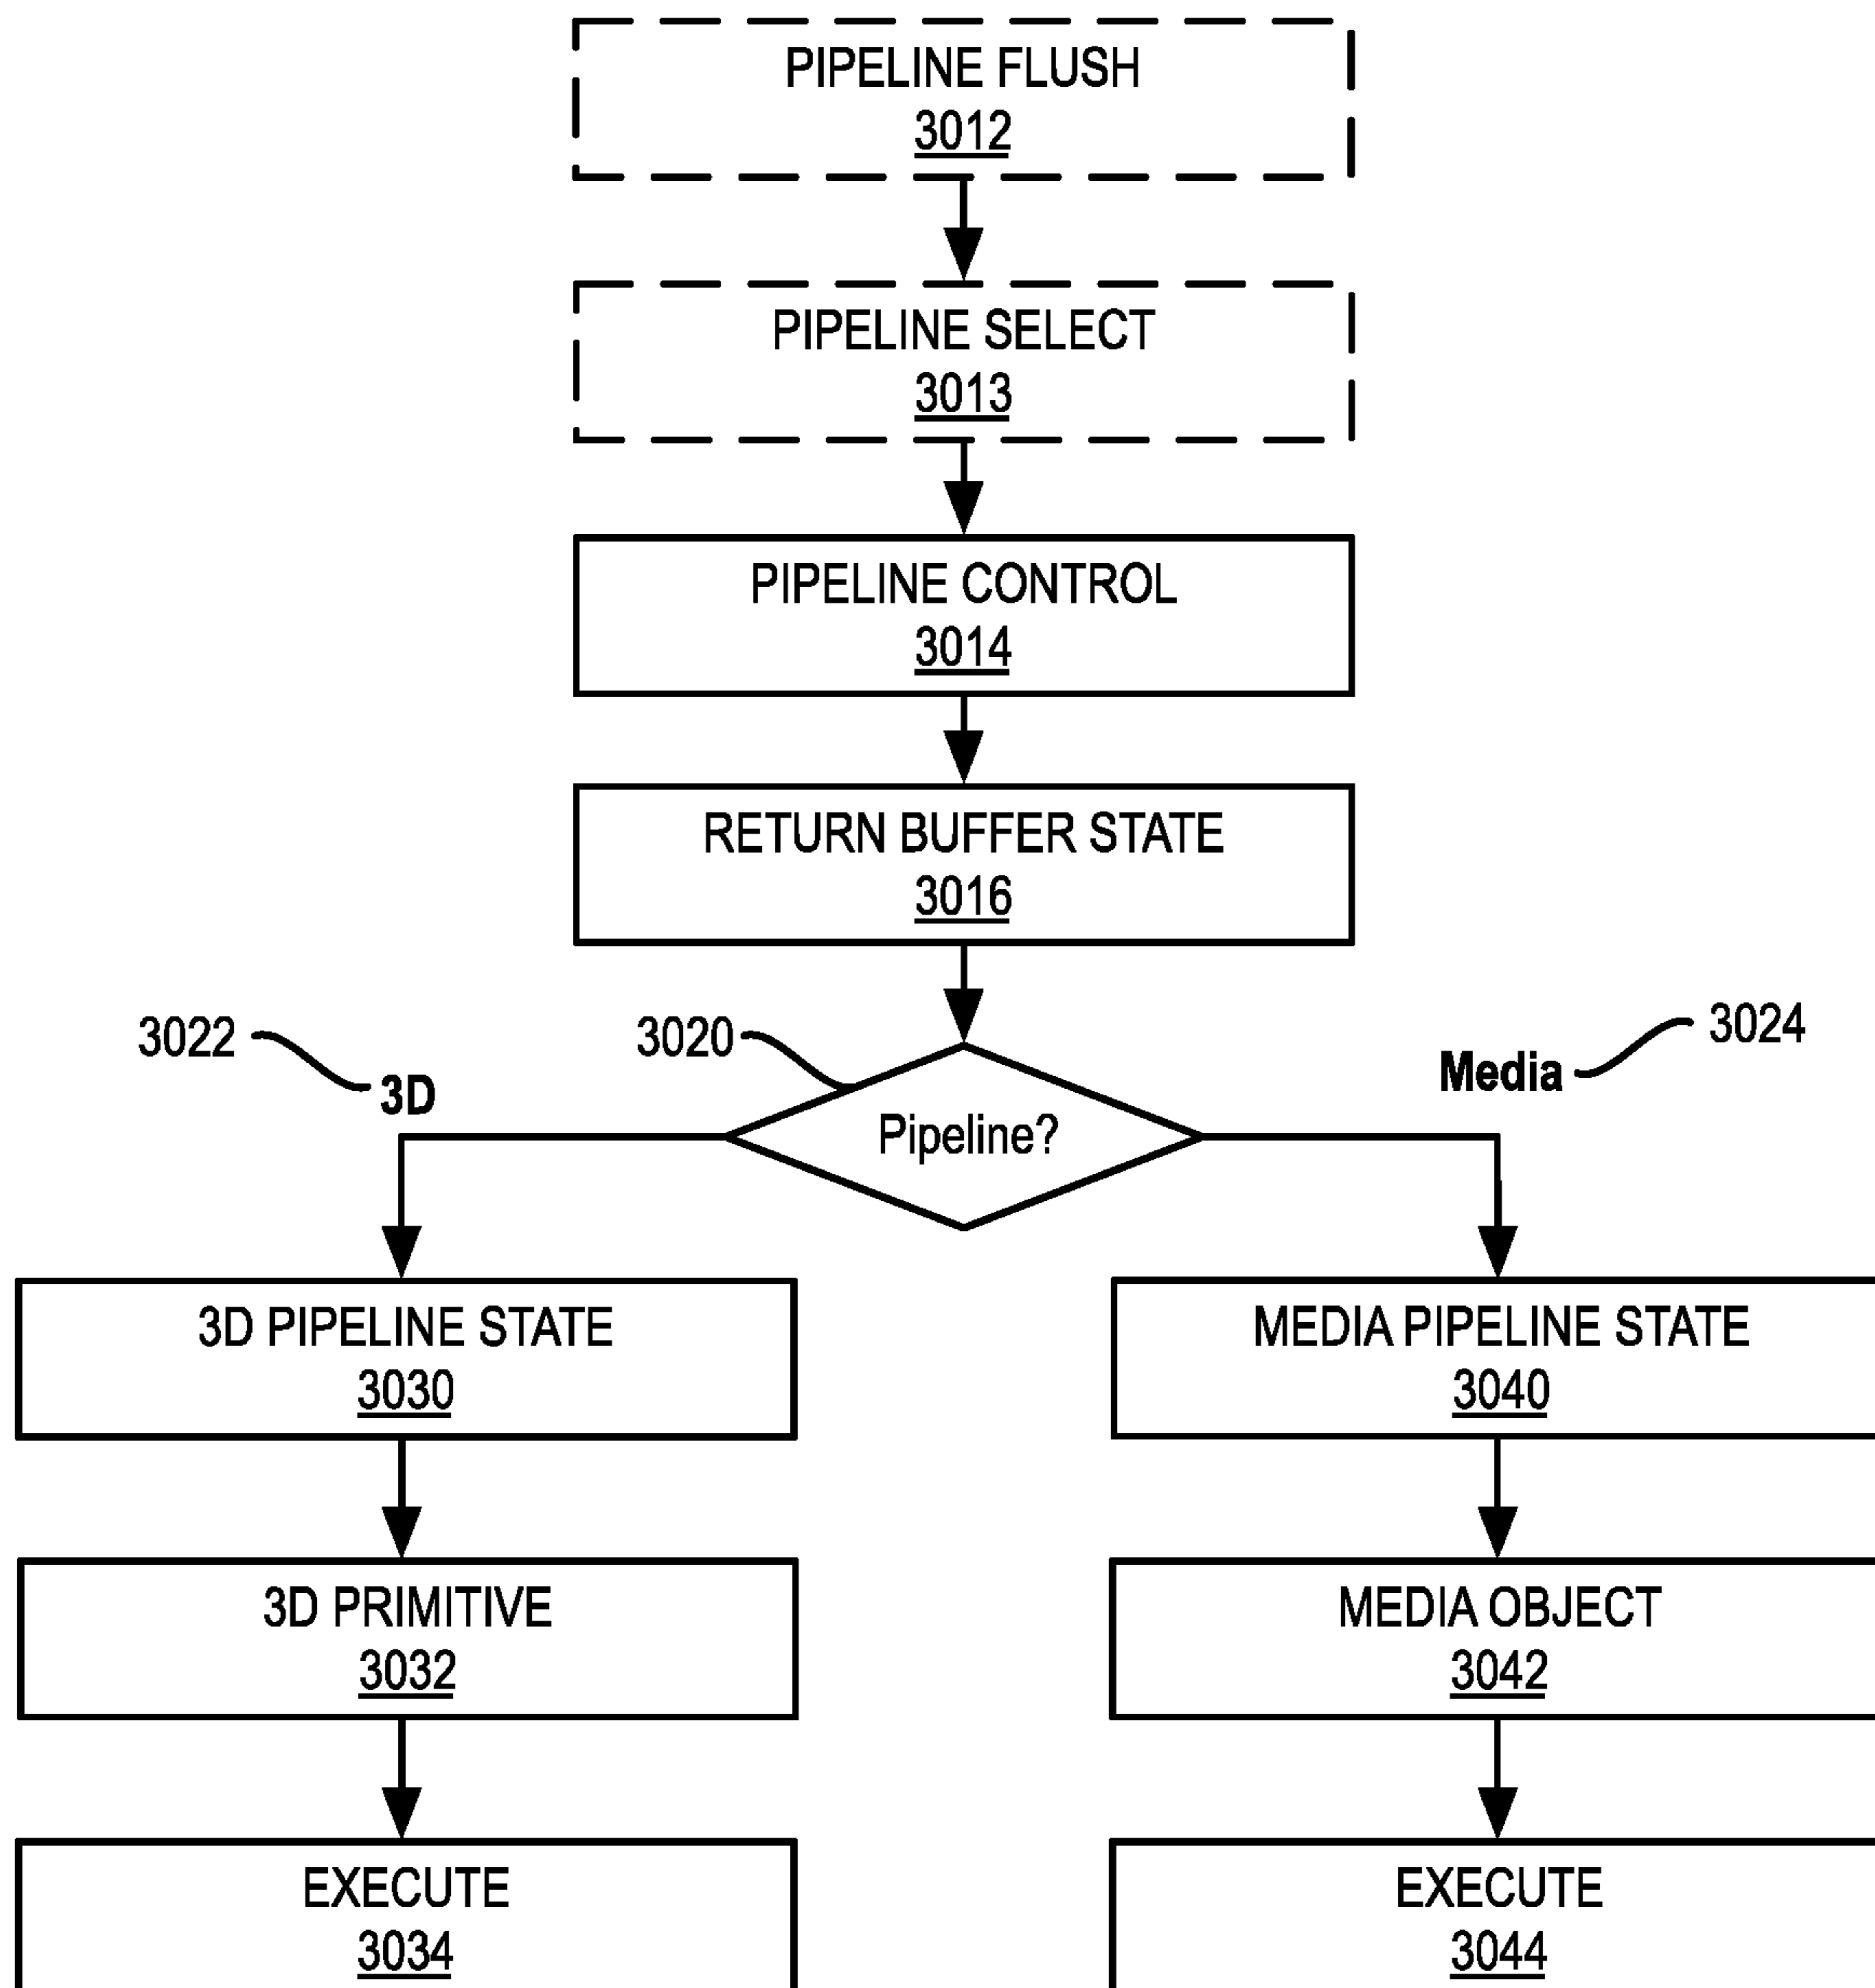 PIPELINE FLUSH
3012
PIPELINE SELECT
3013
PIPELINE CONTROL
3014
RETURN BUFFER STATE
3016
3022
3D
3020
Pipeline?
Media
3024
3D PIPELINE STATE
3030
MEDIA PIPELINE STATE
3040
3D PRIMITIVE
3032
MEDIA OBJECT
3042
EXECUTE
3034
EXECUTE
3044